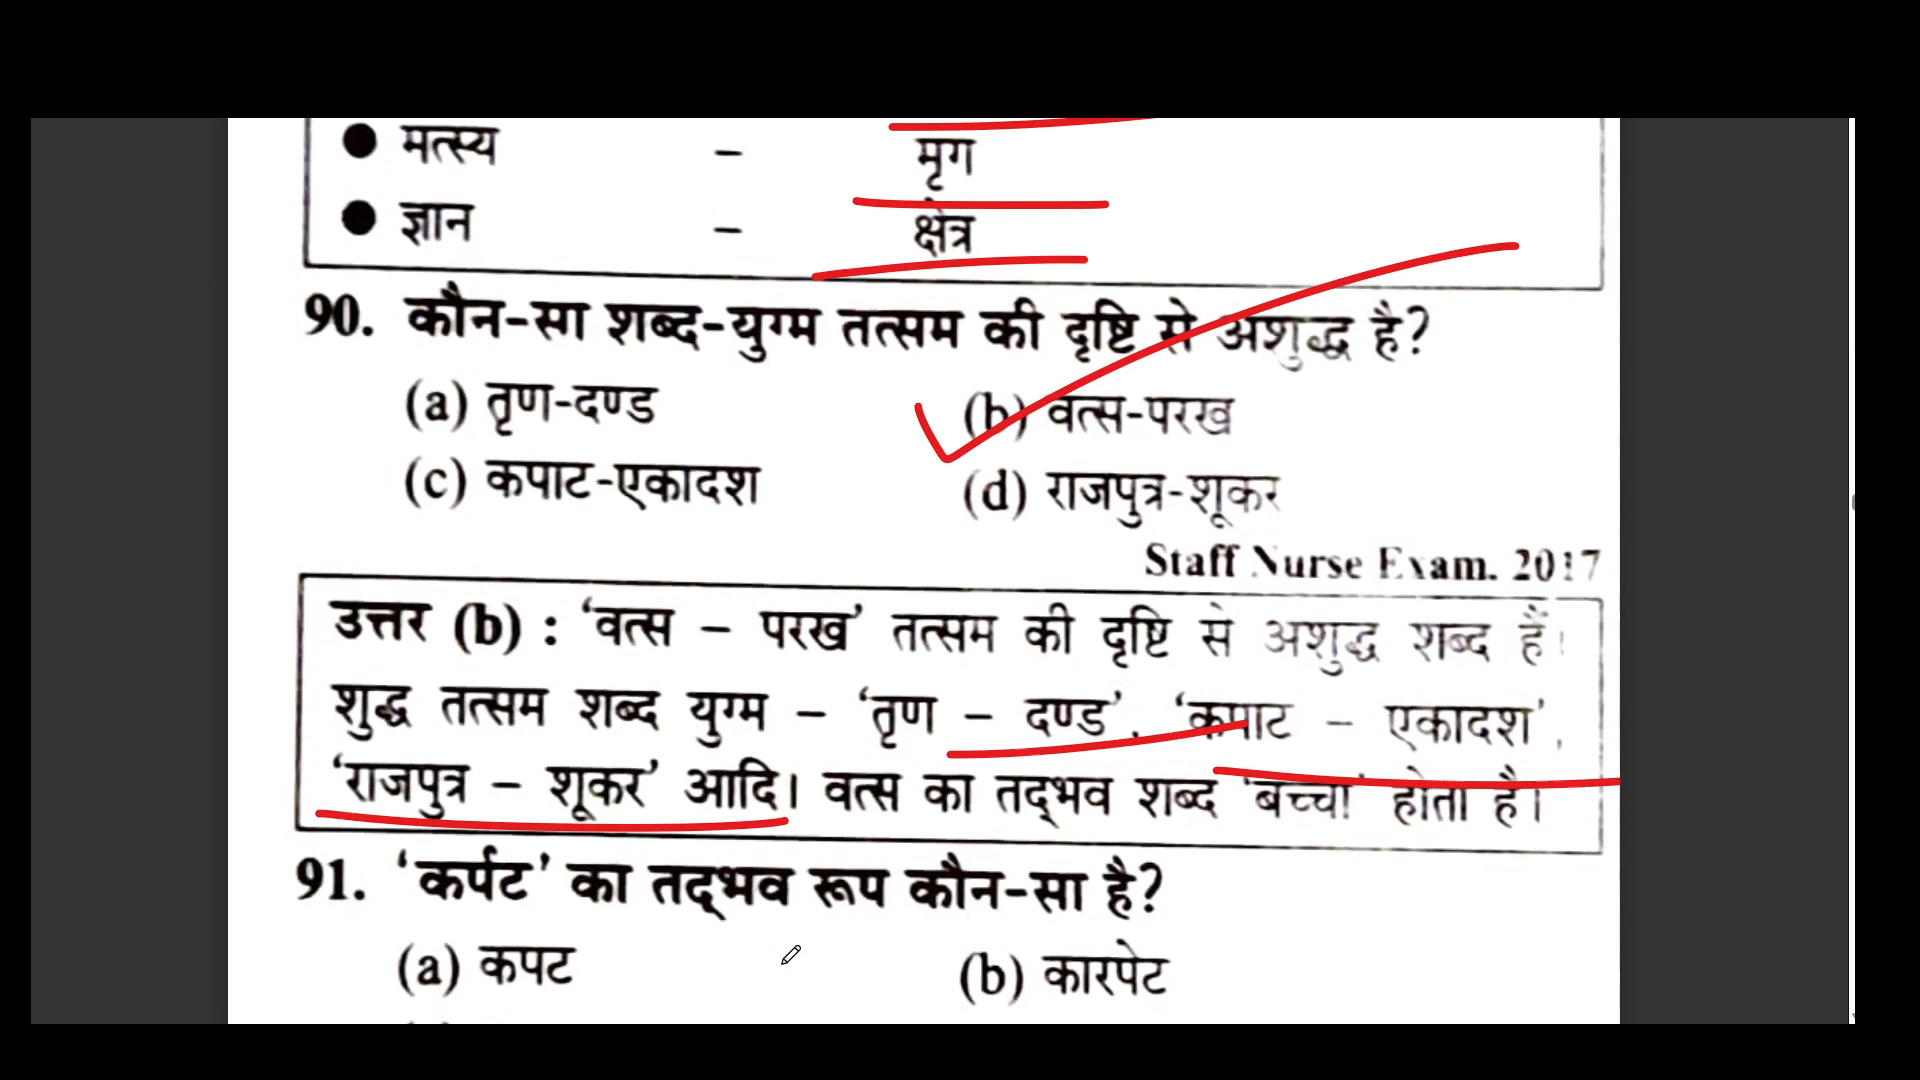 ● मत्स्य – मृग
● ज्ञान – क्षेत्र
90. कौन-सा शब्द-युग्म तत्सम की दृष्टि से अशुद्ध है?
(a) तृण-दण्ड (b) वत्स-परख
(c) कपाट-एकादश (d) राजपुत्र-शूकर
Staff Nurse Exam. 2017
उत्तर (b) : ‘वत्स – परख’ तत्सम की दृष्टि से अशुद्ध शब्द हैं।
शुद्ध तत्सम शब्द युग्म – ‘तृण – दण्ड’, ‘कपाट – एकादश’,
‘राजपुत्र – शूकर’ आदि। वत्स का तद्भव शब्द ‘बच्चा’ होता है।
91. ‘कर्पट’ का तद्भव रूप कौन-सा है?
(a) कपट (b) कारपेट